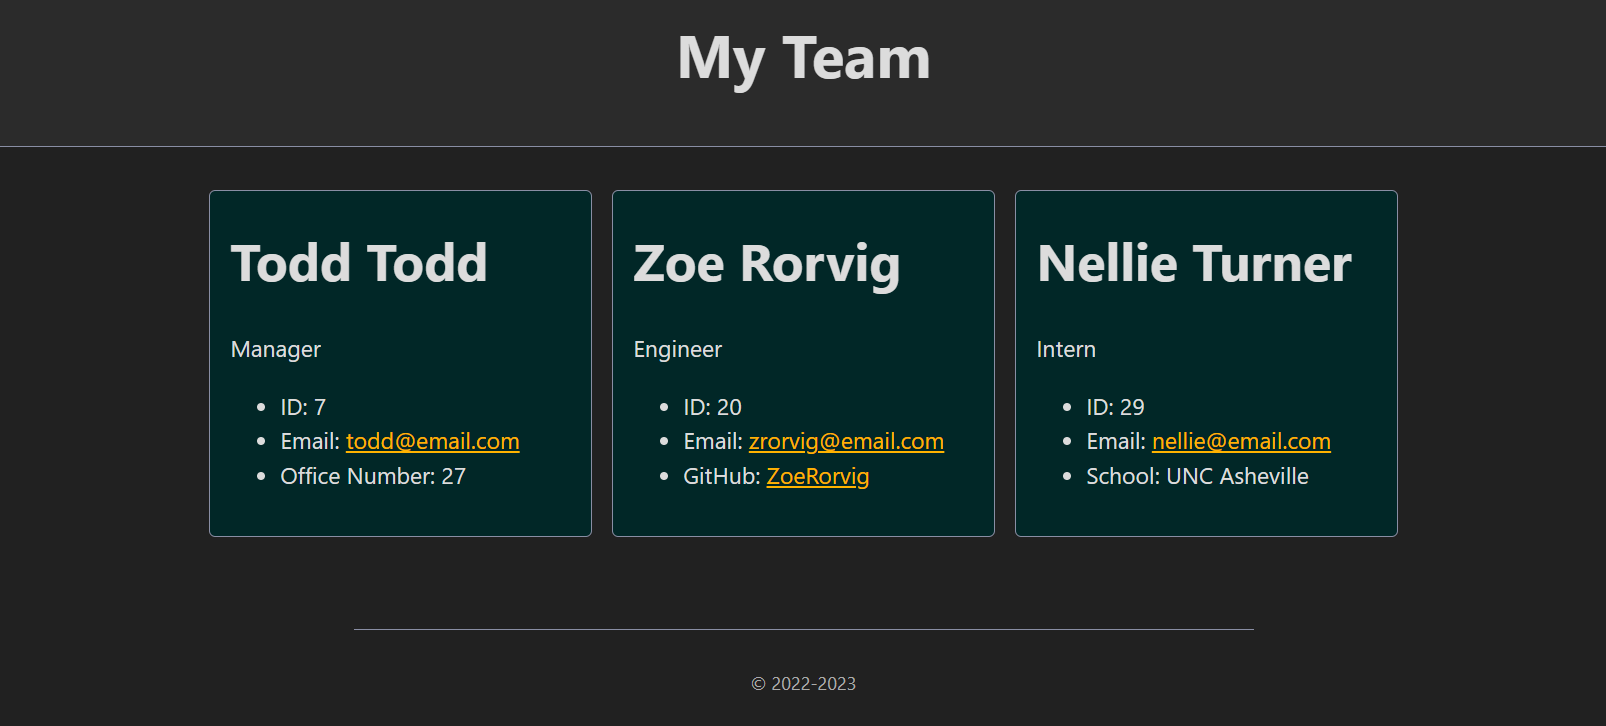 My Team
Todd Todd
Manager
• ID: 7
• Email: todd@email.com
• Office Number: 27
Zoe Rorvig
Engineer
• ID: 20
• Email: zrorvig@email.com
• GitHub: ZoeRorvig
Nellie Turner
Intern
• ID: 29
• Email: nellie@email.com
• School: UNC Asheville
© 2022-2023